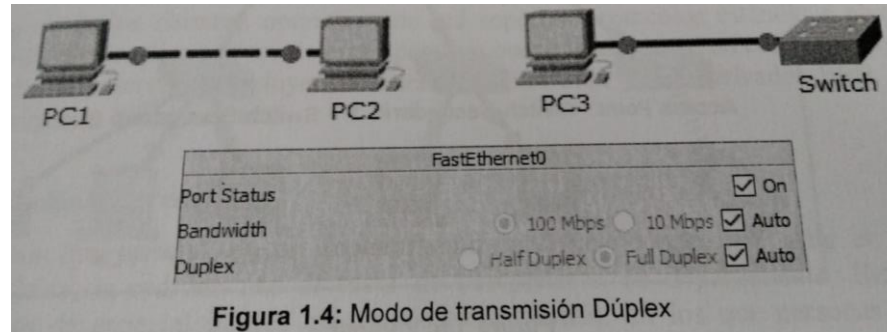 PC1
PC2
PC3
Switch
FastEthernet0
Port Status On
Bandwidth 100 Mbps 10 Mbps Auto
Duplex Half Duplex Full Duplex Auto
Figura 1.4: Modo de transmisión Dúplex